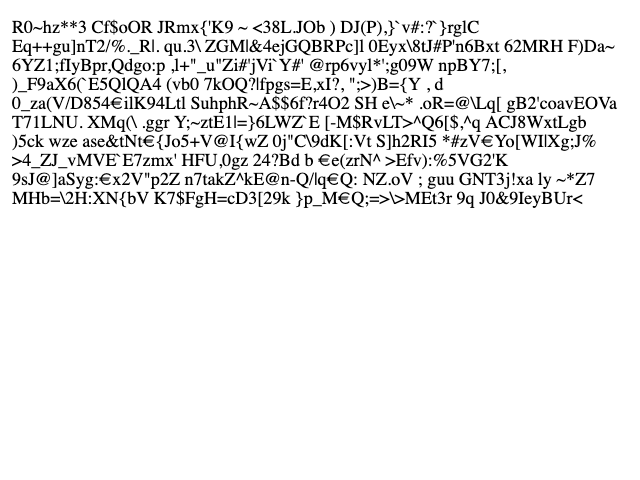 R0~hz**3 Cf$oOR JRmx{'K9 ~ <38L.JOb ) DJ(P),}`v#:?`}rglC
Eq++gu]nT2/%._R|. qu.3\ ZGM|&4ejGQBRPc]l 0Eyx\8tJ#P'n6Bxt 62MRH F)Da~
6YZ1;fIyBpr,Qdgo:p ,l+"_u"Zi#'jVi`Y#' @rp6vyl*';g09W npBY7;[,
)_F9aX6(`E5QlQA4 (vb0 7kOQ?!fpgs=E,xI?, ";>)B={Y , d
0_za(V/D854€ilK94Ltl SuhphR~A$$6f?r4O2 SH e\~* .oR=@\Lq[ gB2'coavEOVa
T71LNU. XMq(\ .ggr Y;~ztE1|=}6LWZ`E [-M$RvLT>^Q6[$,^q ACJ8WxtLgb
)5ck wze ase&tNt€{Jo5+V@I{wZ 0j"C\9dK[:Vt S]h2RI5 *#zV€Yo[WI|Xg;J%
>4_ZJ_vMVE`E7zmx' HFU,0gz 24?Bd b €e(zrN^ >Efv):%5VG2'K
9sJ@]aSyg:€x2V"p2Z n7takZ^kE@n-Q/|q€Q: NZ.oV ; guu GNT3j!xa ly ~*Z7
MHb=\2H:XN{bV K7$FgH=cD3[29k }p_M€Q;=>\>MEt3r 9q J0&9IeyBUr<